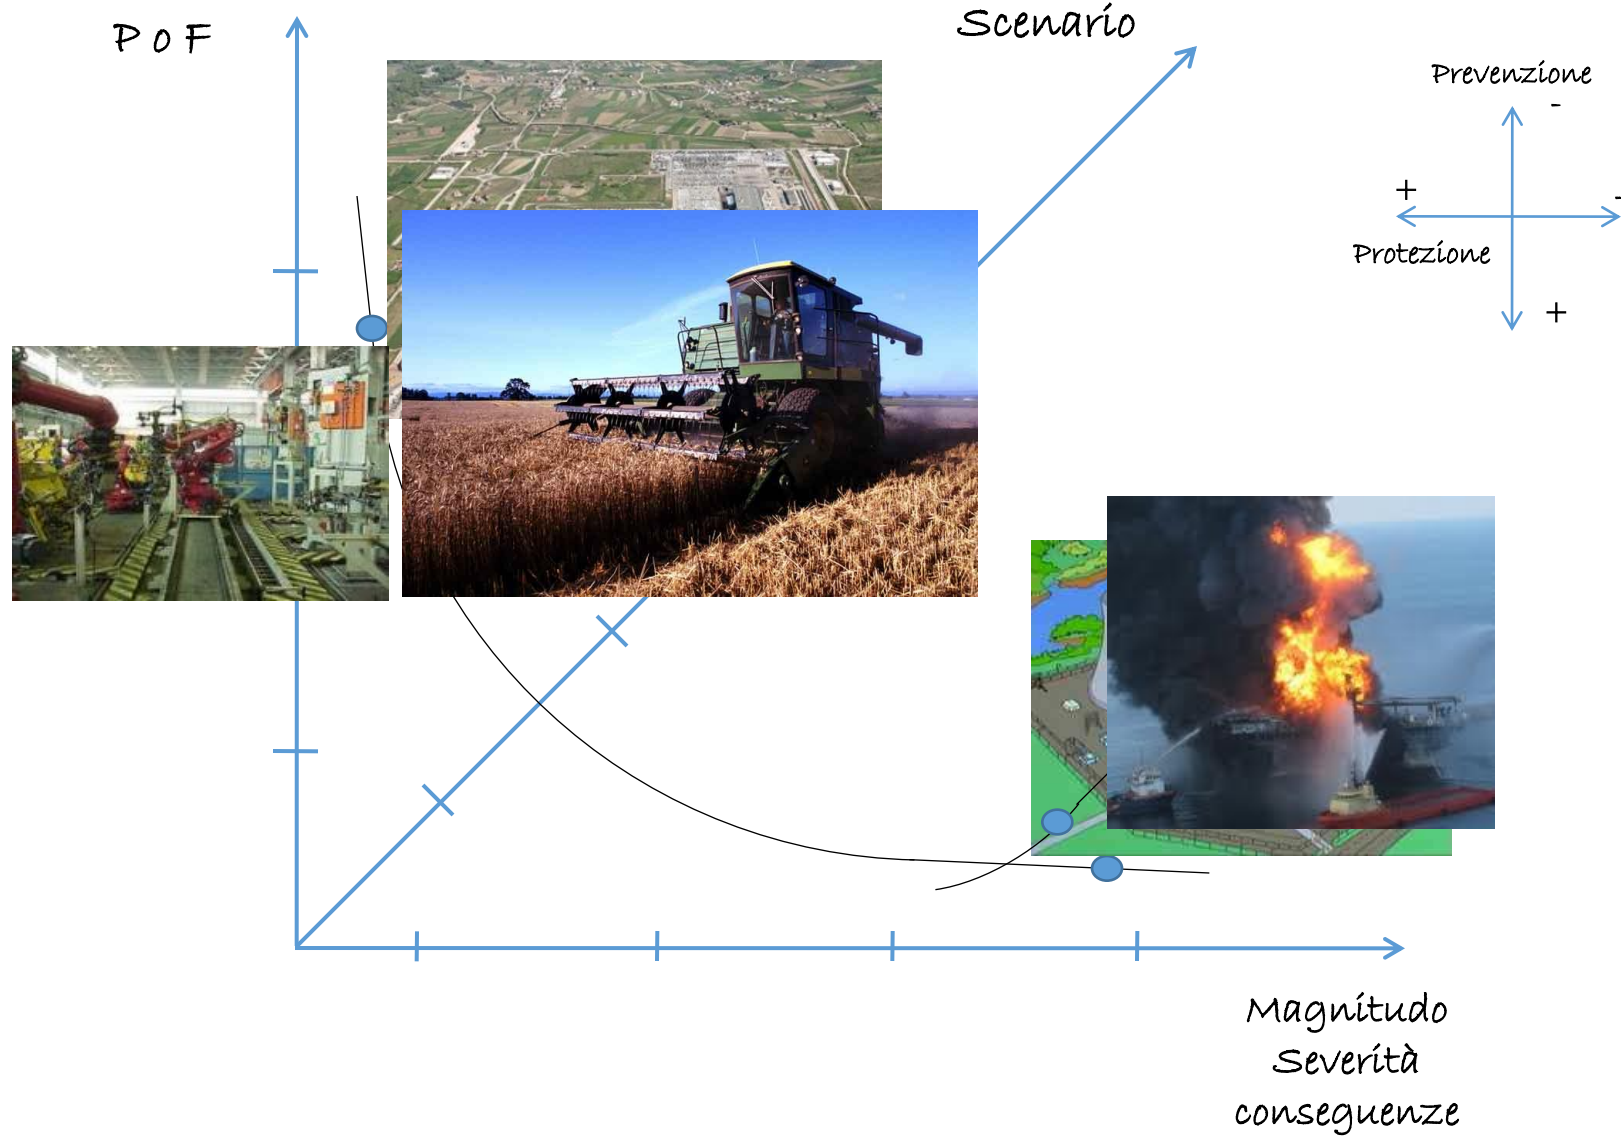 P o F
Scenario
Prevenzione
-
+
-
Protezione
+
Magnitudo
Severità
conseguenze